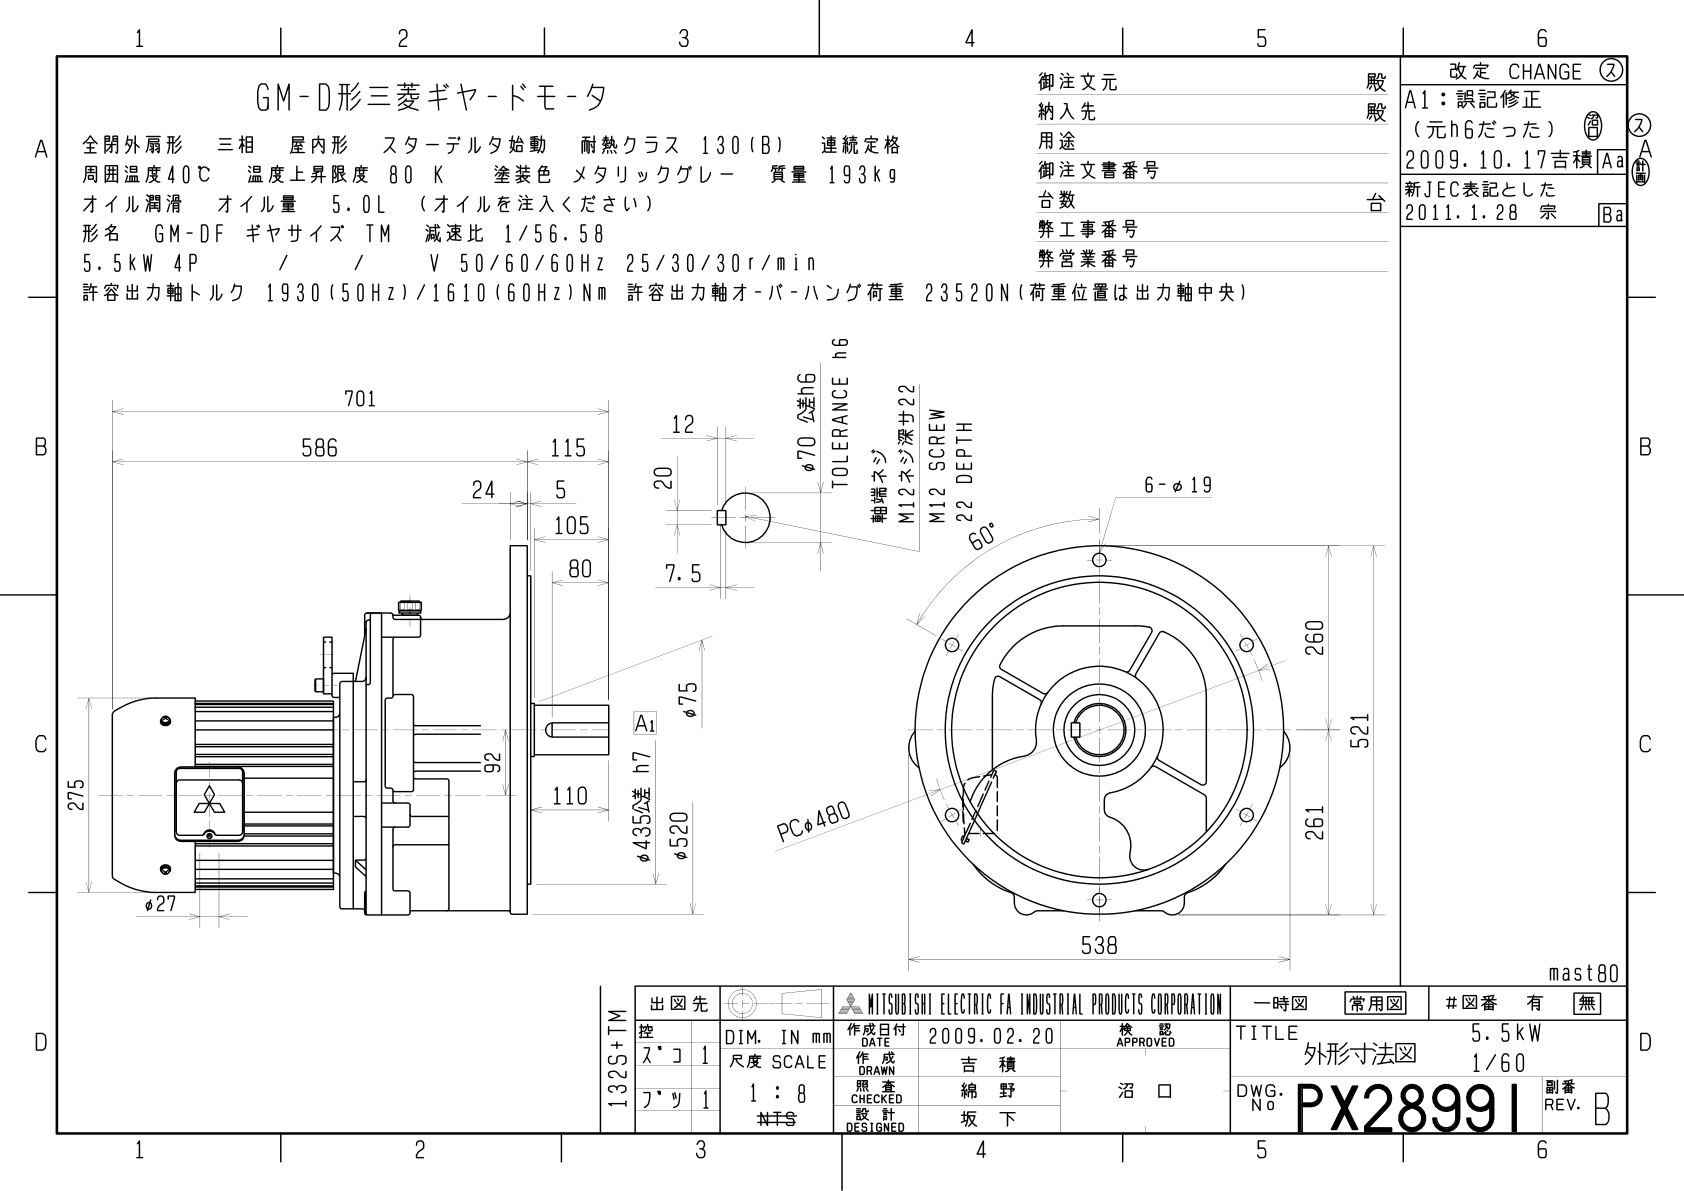 1 2 3 4 5 6
GM-D形三菱ギヤードモータ
全閉外扇形 三相 屋内形 スターデルタ始動 耐熱クラス 130(B) 連続定格
周囲温度40℃ 温度上昇限度 80 K 塗装色 メタリックグレー 質量 193kg
オイル潤滑 オイル量 5.0L (オイルを注入ください)
形名 GM-DF ギヤサイズ TM 減速比 1/56.58
5.5kW 4P / / V 50/60/60Hz 25/30/30r/min
許容出力軸トルク 1930(50Hz)/1610(60Hz)Nm 許容出力軸オーバーハング荷重 23520N(荷重位置は出力軸中央)
御注文元 殿
納入先 殿
用途
御注文書番号
台数 台
弊工事番号
弊営業番号
改定 CHANGE ス
A1:誤記修正
(元h6だった) 沼口
2009.10.17吉積 Aa
新JEC表記とした
2011.1.28 宗 Ba
ス
A
計画
A
B
C
D
A
B
C
D
701
586 115
24 5
105
80
12
20
7.5
φ70 公差h6
TOLERANCE h6
軸端ネジ
M12ネジ深サ22
M12 SCREW
22 DEPTH
275
φ27
92
110
A1
φ75
φ435公差 h7
φ520
6-φ19
60°
PCφ480
260
261
521
538
mast80
132S+TM
出図先
控
ズコ 1
ブツ 1
DIM. IN mm
尺度 SCALE
1 : 8
NTS
MITSUBISHI ELECTRIC FA INDUSTRIAL PRODUCTS CORPORATION
作成日付 DATE 2009.02.20
作成 DRAWN 吉積
照査 CHECKED 綿野
設計 DESIGNED 坂下
検認 APPROVED
沼口
一時図 常用図 #図番 有 無
TITLE 外形寸法図
5.5kW
1/60
DWG. No PX28991
副番 REV. B
1 2 3 4 5 6